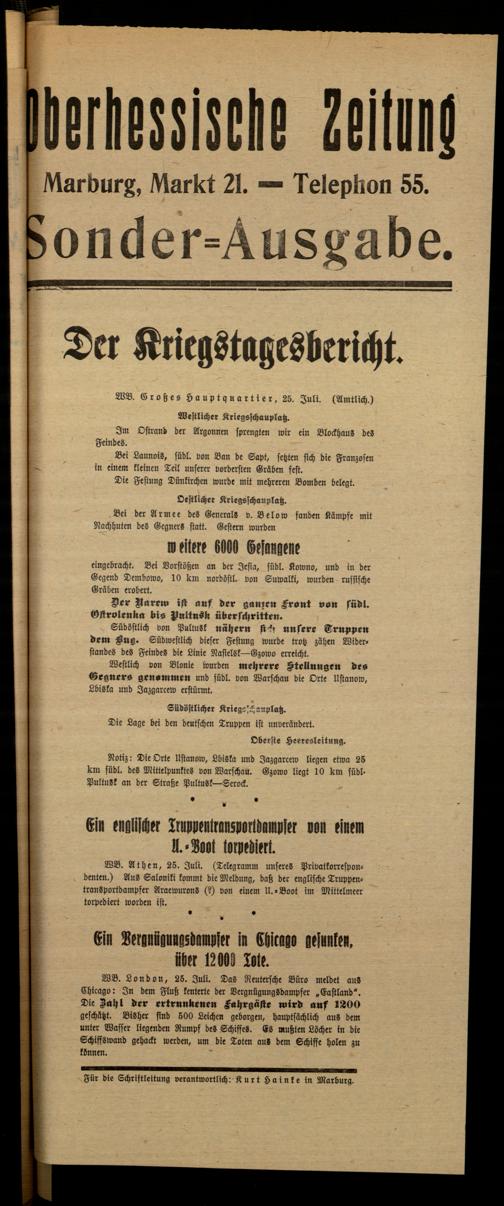 Oberhessische Zeitung
Marburg, Markt 21. — Telephon 55.
Sonder=Ausgabe.
Der Kriegstagesbericht.
WB. Großes Hauptquartier, 25. Juli. (Amtlich.)
Westlicher Kriegsschauplatz.
Im Ostrand der Argonnen sprengten wir ein Blockhaus des
Feindes.
Bei Launois, südl. von Ban de Sapt, setzten sich die Franzosen
in einem kleinen Teil unserer vordersten Gräben fest.
Die Festung Dünkirchen wurde mit mehreren Bomben belegt.
Oestlicher Kriegsschauplatz.
Bei der Armee des Generals v. Below fanden Kämpfe mit
Nachhuten des Gegners statt. Gestern wurden
weitere 6000 Gefangene
eingebracht. Bei Vorstößen an der Jesia, südl. Kowno, und in der
Gegend Dembowo, 10 km nordöstl. von Suwalki, wurden russische
Gräben erobert.
Der Narew ist auf der ganzen Front von südl.
Ostrolenka bis Pultusk überschritten.
Südöstlich von Pultusk nähern sich unsere Truppen
dem Bug. Südwestlich dieser Festung wurde trotz zähen Wider-
standes des Feindes die Linie Nasielsk—Gzowo erreicht.
Westlich von Blonie wurden mehrere Stellungen des
Gegners genommen und südl. von Warschau die Orte Ustanow,
Lbiska und Jazgarcew erstürmt.
Südöstlicher Kriegsschauplatz.
Die Lage bei den deutschen Truppen ist unverändert.
Oberste Heeresleitung.
Notiz: Die Orte Ustanow, Lbiska und Jazgarcew liegen etwa 25
km südl. des Mittelpunktes von Warschau. Gzowo liegt 10 km südl.
Pultusk an der Straße Pultusk—Serock.
* * *
Ein englischer Truppentransportdampfer von einem
U.-Boot torpediert.
WB. Athen, 25. Juli. (Telegramm unseres Privatkorrespon-
denten.) Aus Saloniki kommt die Meldung, daß der englische Truppen-
transportdampfer Araewurons (?) von einem U.-Boot im Mittelmeer
torpediert worden ist.
* * *
Ein Vergnügungsdampfer in Chicago gesunken,
über 12000 Tote.
WB. London, 25. Juli. Das Reutersche Büro meldet aus
Chicago: In dem Fluß kenterte der Vergnügungsdampfer „Eastland“.
Die Zahl der ertrunkenen Fahrgäste wird auf 1200
geschätzt. Bisher sind 500 Leichen geborgen, hauptsächlich aus dem
unter Wasser liegenden Rumpf des Schiffes. Es mußten Löcher in die
Schiffswand gehackt werden, um die Toten aus dem Schiffe holen zu
können.
Für die Schriftleitung verantwortlich: Kurt Hainke in Marburg.